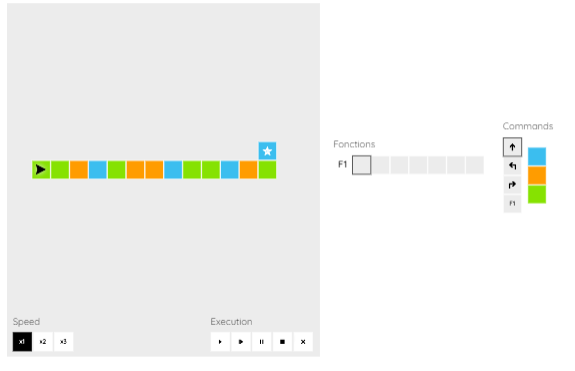 Commands
Fonctions
F1
F1
Speed
Execution
x1 x2 x3